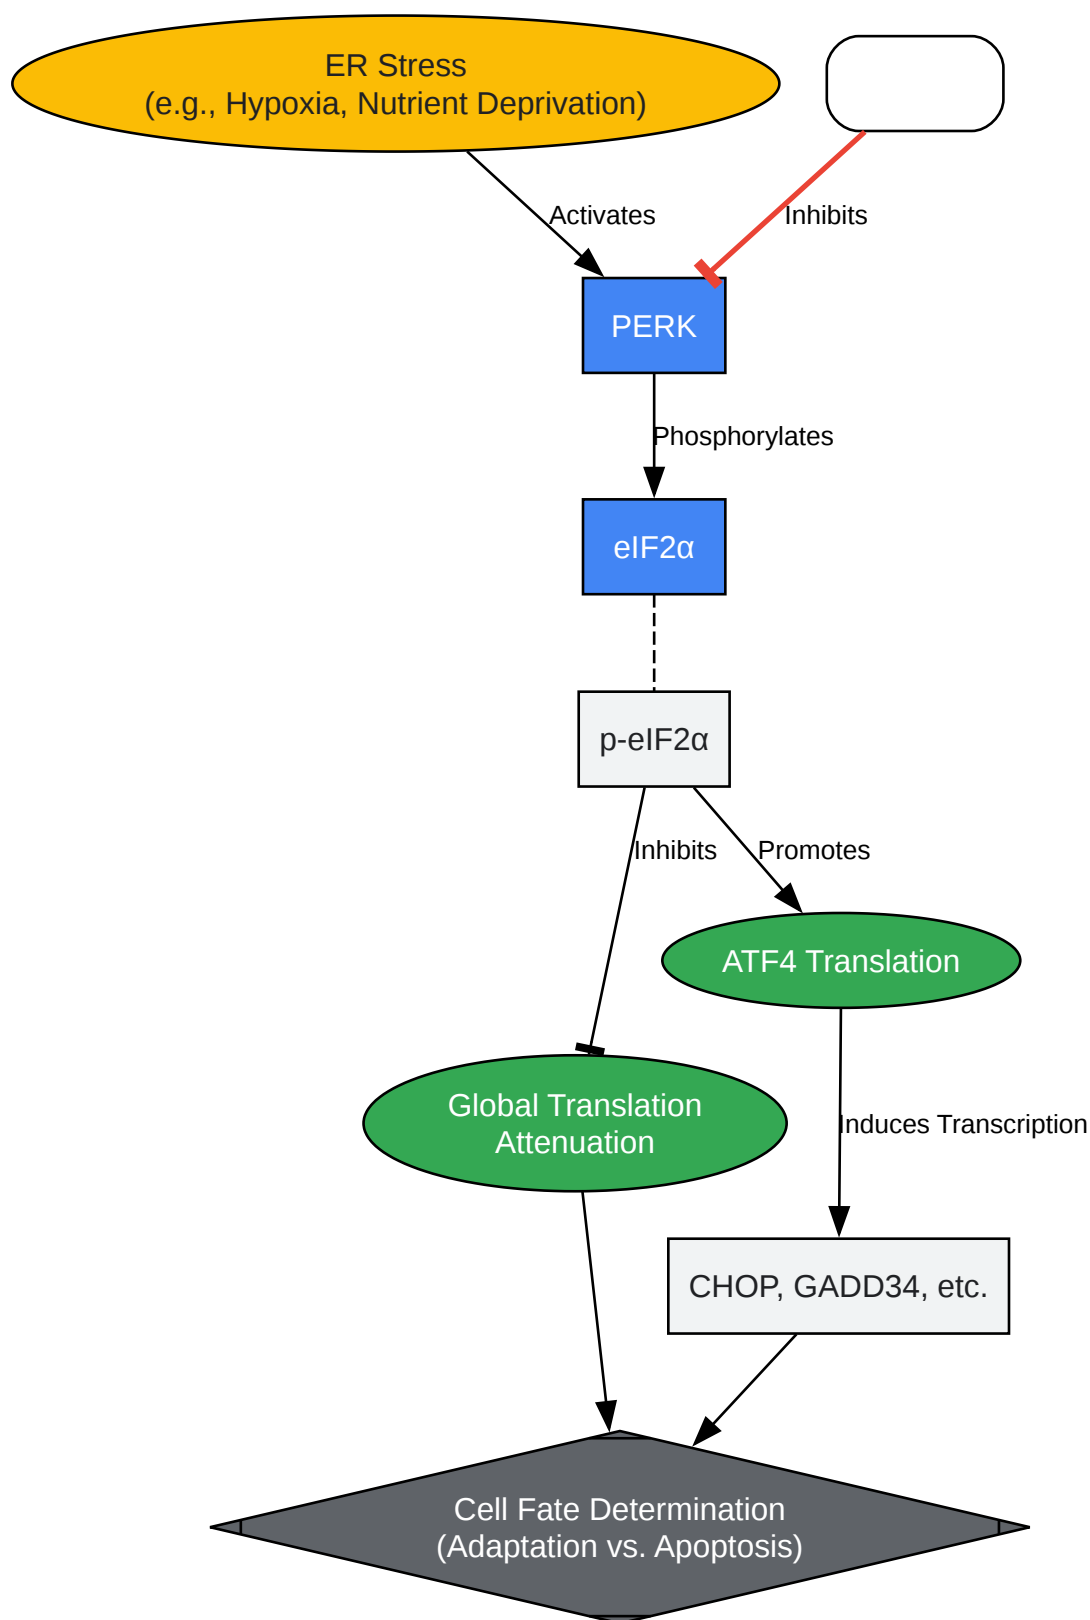 ER Stress
(e.g., Hypoxia, Nutrient Deprivation)
Activates
Inhibits
PERK
Phosphorylates
eIF2α
p-eIF2α
Inhibits
Promotes
ATF4 Translation
Global Translation
Attenuation
Induces Transcription
CHOP, GADD34, etc.
Cell Fate Determination
(Adaptation vs. Apoptosis)